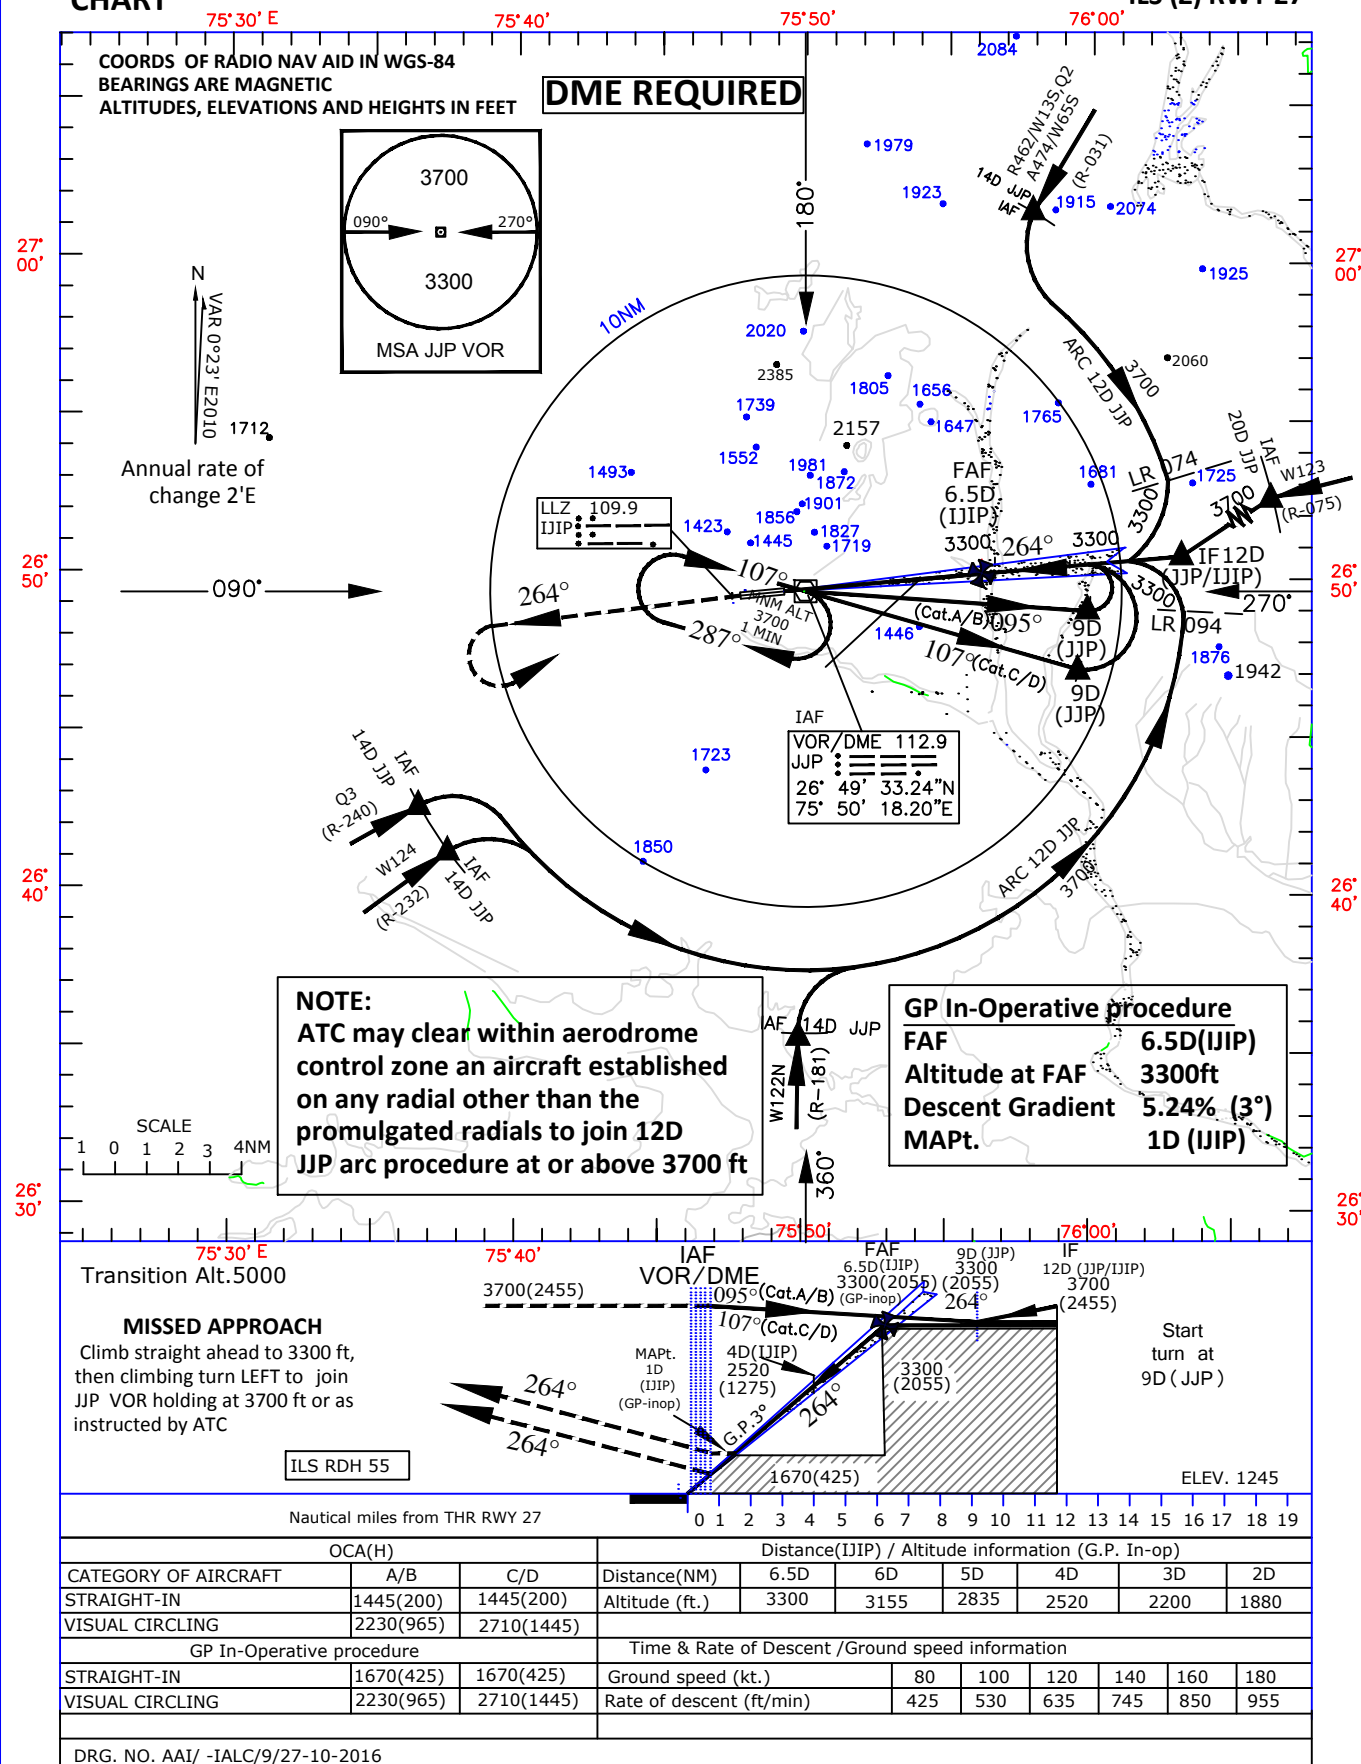 CHART
ILS (Z) RWY 27
75°30' E
75°40'
75°50'
76°00'
COORDS OF RADIO NAV AID IN WGS-84
BEARINGS ARE MAGNETIC
ALTITUDES, ELEVATIONS AND HEIGHTS IN FEET
DME REQUIRED
2084
3700
090°
270°
3300
MSA JJP VOR
180°
1979
1923
R462/W13S,Q2
A474/W65S
(R-031)
14D JJP
IAF
1915
2074
1925
27°
00'
27°
00'
N
VAR 0°23' E2010
Annual rate of
change 2'E
1712
10NM
2020
2385
1805
1656
1739
1647
1765
2157
1552
1493
1981
1872
1901
1856
1827
1423
1445
1719
1681
2060
1725
ARC 12D JJP
3700
LR 074
3300
20D JJP
IAF
W123
(R-075)
3700
FAF
6.5D
(IJIP)
3300
264°
3300
IF12D
(JJP/IJIP)
LLZ 109.9
IJIP
26°
50'
26°
50'
090°
270°
264°
107°
MNM ALT
3700
1 MIN
287°
(Cat.A/B)
095°
9D
(JJP)
107°
(Cat.C/D)
9D
(JJP)
3300
LR 094
1446
1876
1942
IAF
VOR/DME 112.9
JJP
26° 49' 33.24"N
75° 50' 18.20"E
1723
1850
14D JJP
IAF
Q3
(R-240)
W124
(R-232)
IAF
14D JJP
ARC 12D JJP
3700
26°
40'
26°
40'
NOTE:
ATC may clear within aerodrome
control zone an aircraft established
on any radial other than the
promulgated radials to join 12D
JJP arc procedure at or above 3700 ft
IAF 14D JJP
W122N
(R-181)
360°
GP In-Operative procedure
FAF 6.5D(IJIP)
Altitude at FAF 3300ft
Descent Gradient 5.24% (3°)
MAPt. 1D (IJIP)
SCALE
1 0 1 2 3 4NM
26°
30'
26°
30'
75°30' E
75°40'
75°50'
76°00'
Transition Alt.5000
MISSED APPROACH
Climb straight ahead to 3300 ft,
then climbing turn LEFT to join
JJP VOR holding at 3700 ft or as
instructed by ATC
ILS RDH 55
3700(2455)
IAF
VOR/DME
095°(Cat.A/B)
107°(Cat.C/D)
FAF
6.5D(IJIP)
3300(2055)
(GP-inop)
9D (JJP)
3300
(2055)
264°
IF
12D (JJP/IJIP)
3700
(2455)
MAPt.
1D
(IJIP)
(GP-inop)
4D(IJIP)
2520
(1275)
264°
G.P.3°
3300
(2055)
264°
264°
1670(425)
Start
turn at
9D ( JJP )
ELEV. 1245
Nautical miles from THR RWY 27
0 1 2 3 4 5 6 7 8 9 10 11 12 13 14 15 16 17 18 19
OCA(H)
Distance(IJIP) / Altitude information (G.P. In-op)
CATEGORY OF AIRCRAFT A/B C/D
Distance(NM) 6.5D 6D 5D 4D 3D 2D
STRAIGHT-IN 1445(200) 1445(200)
Altitude (ft.) 3300 3155 2835 2520 2200 1880
VISUAL CIRCLING 2230(965) 2710(1445)
GP In-Operative procedure
Time & Rate of Descent /Ground speed information
STRAIGHT-IN 1670(425) 1670(425)
Ground speed (kt.) 80 100 120 140 160 180
VISUAL CIRCLING 2230(965) 2710(1445)
Rate of descent (ft/min) 425 530 635 745 850 955
DRG. NO. AAI/ -IALC/9/27-10-2016